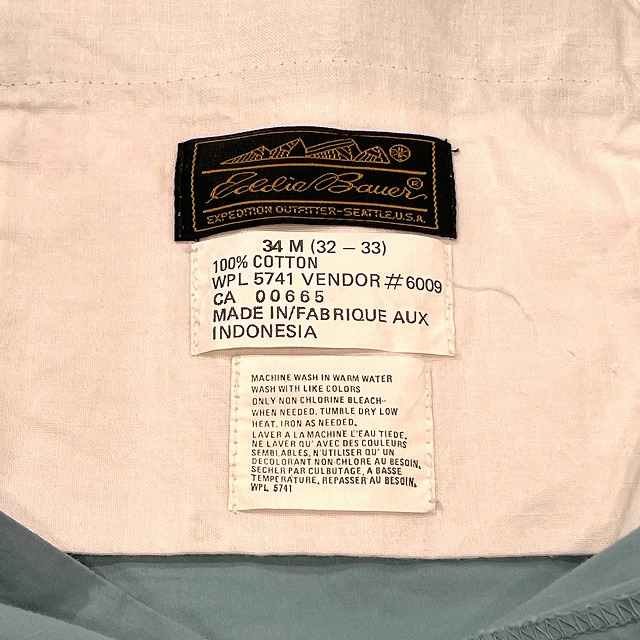 Eddie Bauer®
EXPEDITION OUTFITTER-SEATTLE,U.S.A.
34 M (32 – 33)
100% COTTON
WPL 5741 VENDOR #6009
CA 00665
MADE IN/FABRIQUE AUX
INDONESIA
MACHINE WASH IN WARM WATER
WASH WITH LIKE COLORS
ONLY NON CHLORINE BLEACH--
WHEN NEEDED, TUMBLE DRY LOW
HEAT, IRON AS NEEDED.
LAVER A LA MACHINE L'EAU TIEDE,
NE LAVER QU' AVEC DES COULEURS
SEMBLABLES, N'UTILISER QU' UN
DECOLORANT NON-CHLORE AU BESOIN.
SECHER PAR CULBUTAGE, A BASSE
TEMPERATURE, REPASSER AU BESOIN.
WPL 5741